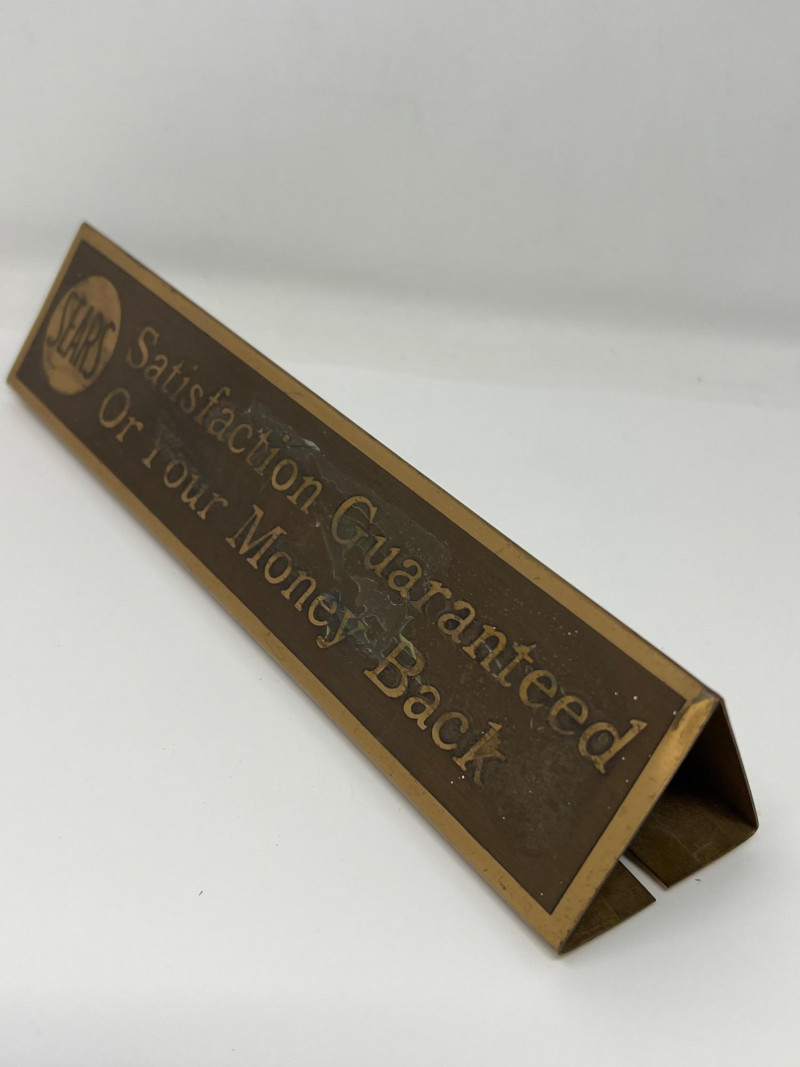 SEARS
Satisfaction Guaranteed
Or Your Money Back